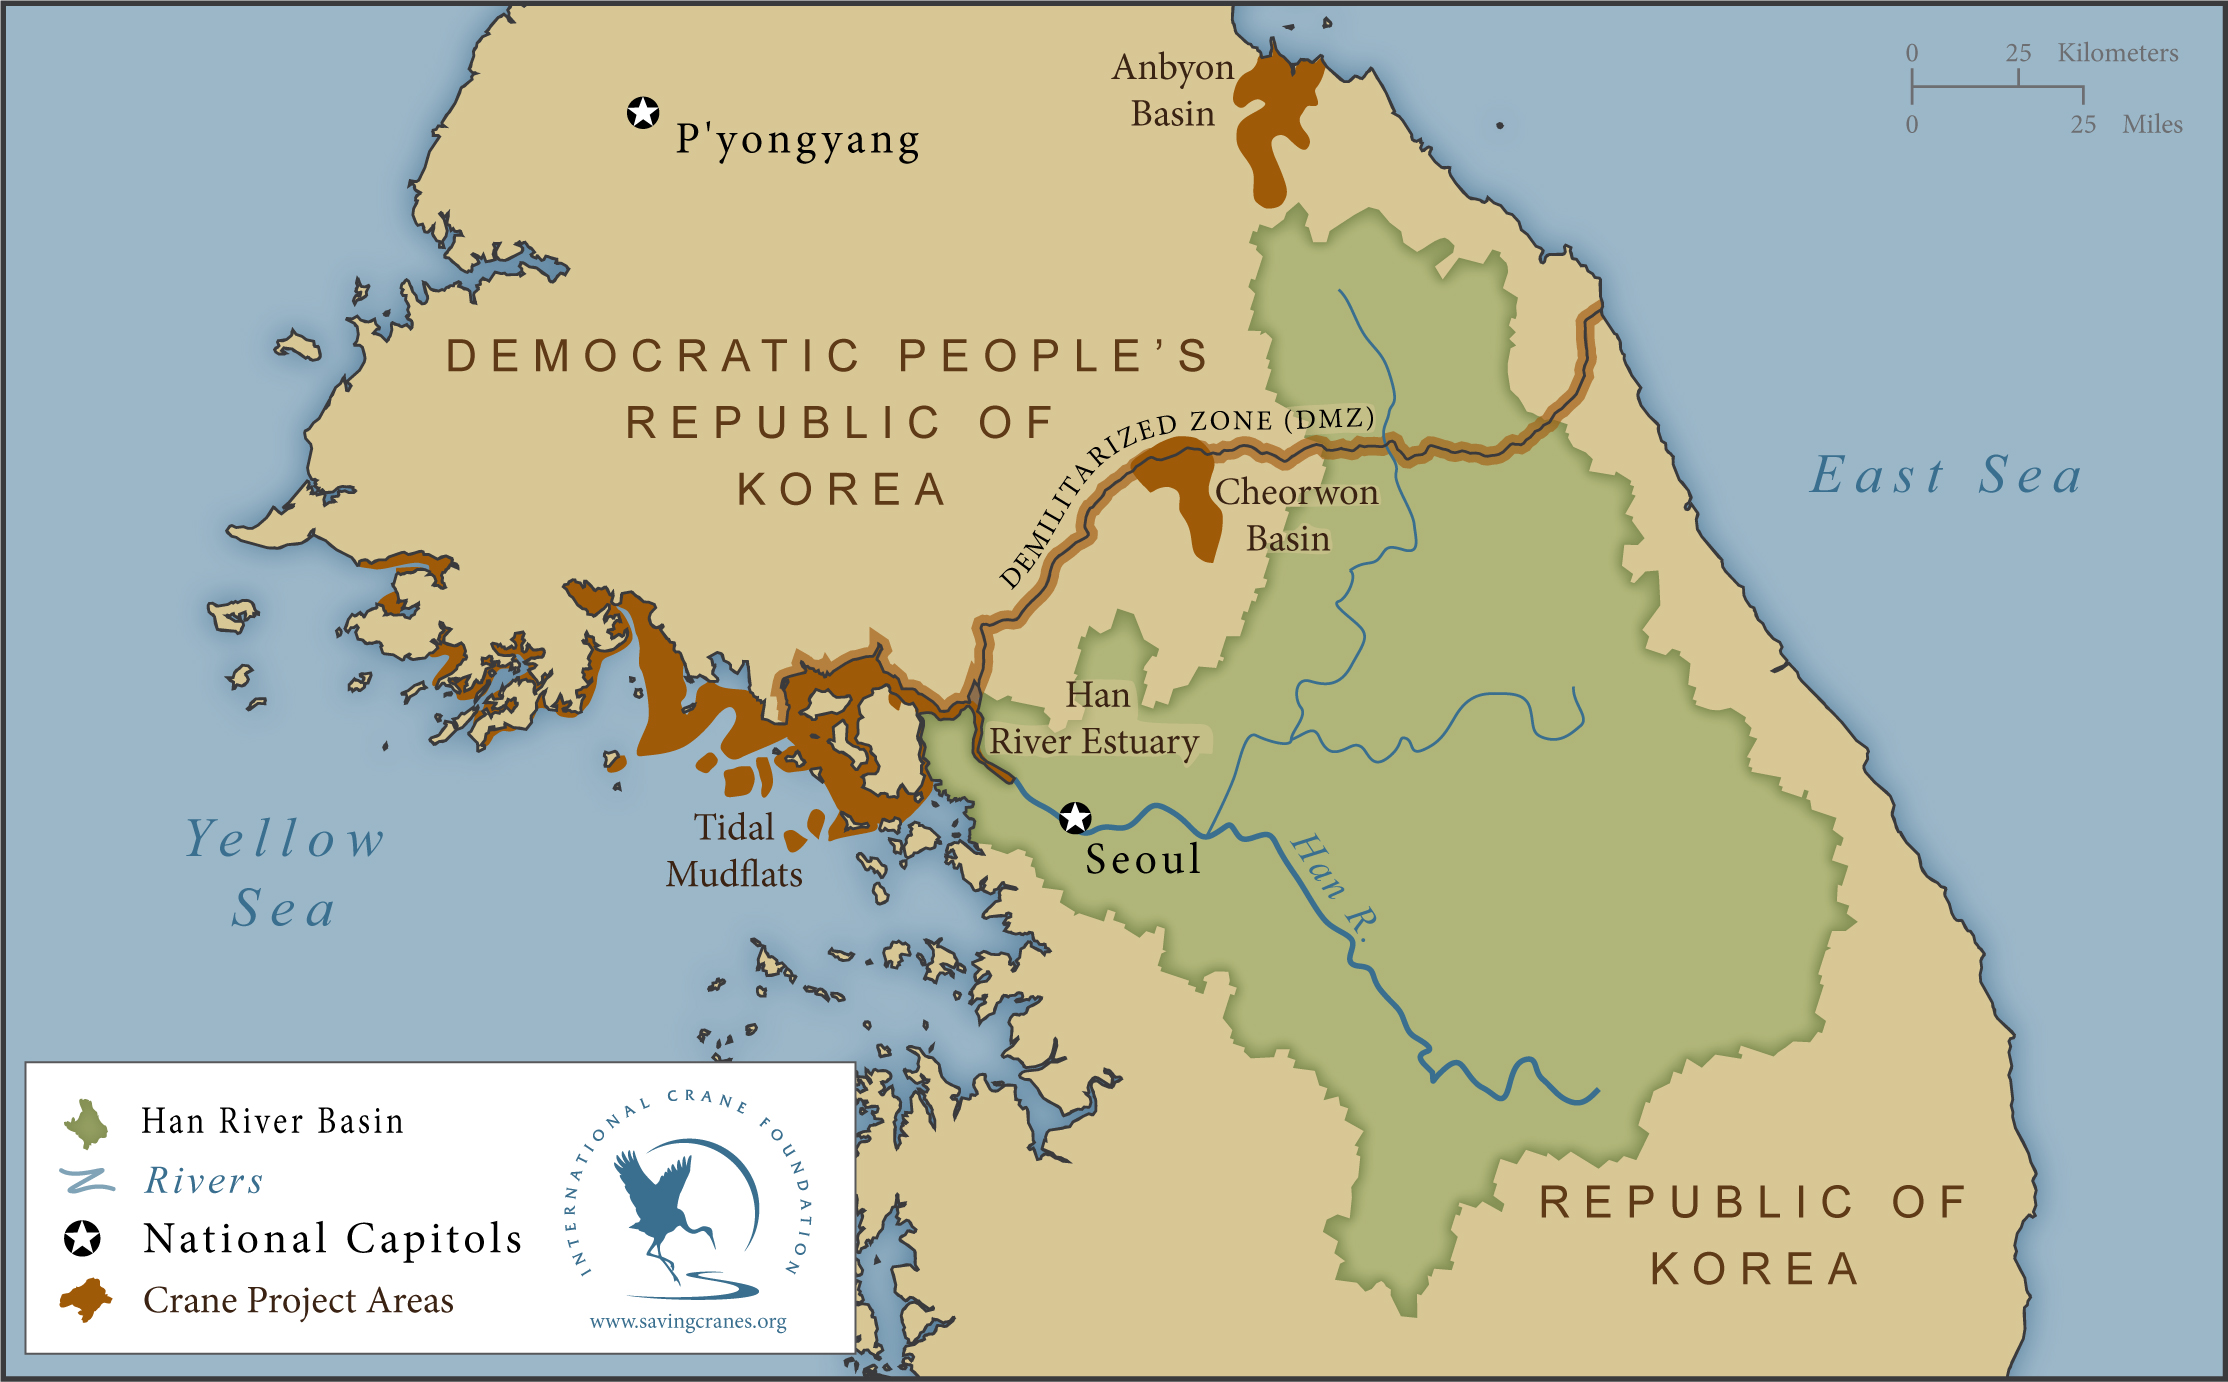 0 25 Kilometers
0 25 Miles
Anbyon
Basin
P'yongyang
DEMOCRATIC PEOPLE’S
REPUBLIC OF
KOREA
DEMILITARIZED ZONE (DMZ)
East Sea
Cheorwon
Basin
Han
River Estuary
Yellow
Sea
Tidal
Mudflats
Seoul
Han R.
REPUBLIC OF
KOREA
Han River Basin
Rivers
National Capitols
Crane Project Areas
INTERNATIONAL CRANE FOUNDATION
www.savingcranes.org